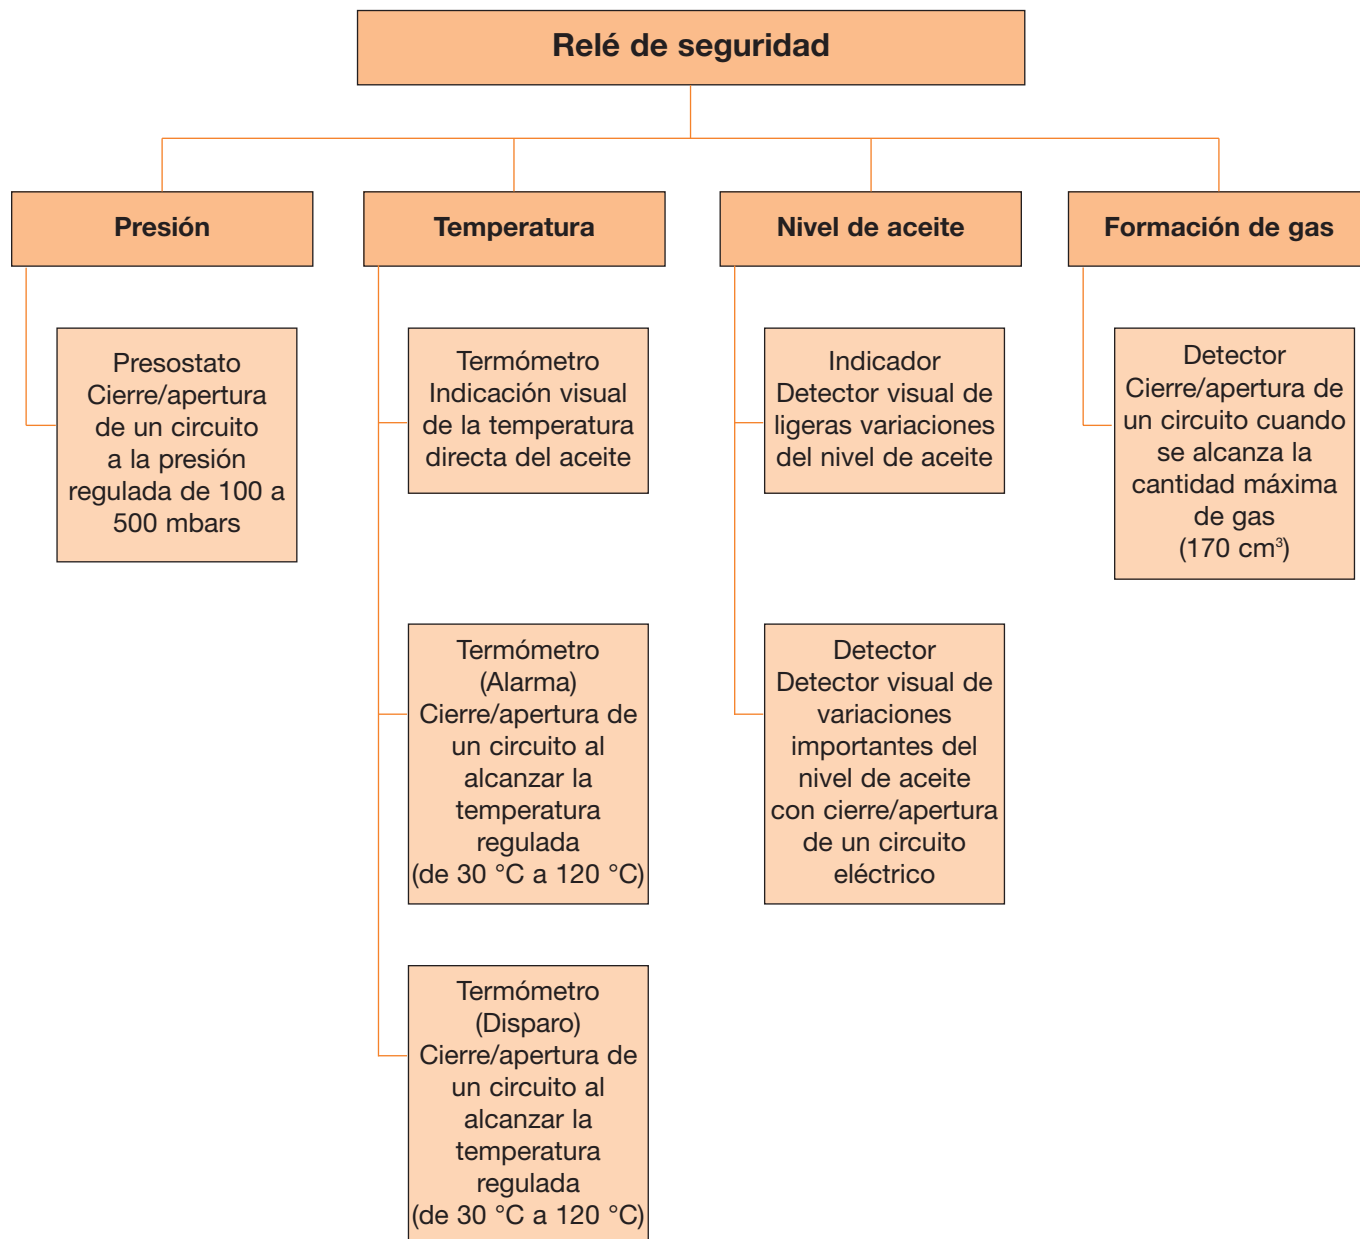 Relé de seguridad
Presión
Presostato
Cierre/apertura
de un circuito
a la presión
regulada de 100 a
500 mbars
Temperatura
Termómetro
Indicación visual
de la temperatura
directa del aceite
Termómetro
(Alarma)
Cierre/apertura de
un circuito al
alcanzar la
temperatura
regulada
(de 30 °C a 120 °C)
Termómetro
(Disparo)
Cierre/apertura de
un circuito al
alcanzar la
temperatura
regulada
(de 30 °C a 120 °C)
Nivel de aceite
Indicador
Detector visual de
ligeras variaciones
del nivel de aceite
Detector
Detector visual de
variaciones
importantes del
nivel de aceite
con cierre/apertura
de un circuito
eléctrico
Formación de gas
Detector
Cierre/apertura de
un circuito cuando
se alcanza la
cantidad máxima
de gas
(170 cm³)